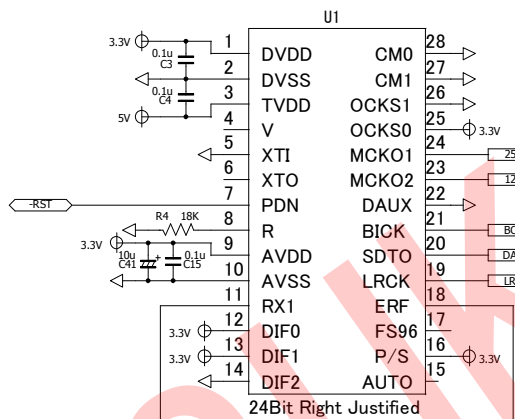 U1
3.3V 1 DVDD CM0 28
0.1u C3
2 DVSS CM1 27
0.1u C4
3 TVDD OCKS1 26
5V
4 V OCKS0 25 3.3V
5 XTI MCKO1 24 25
6 XTO MCKO2 23 12
-RST 7 PDN DAUX 22
R4 18K 8 R BICK 21
3.3V 9 AVDD SDTO 20 DA
10u C41 + 0.1u C15
10 AVSS LRCK 19 LR
11 RX1 ERF 18
3.3V 12 DIF0 FS96 17
3.3V 13 DIF1 P/S 16 3.3V
14 DIF2 AUTO 15
24Bit Right Justified